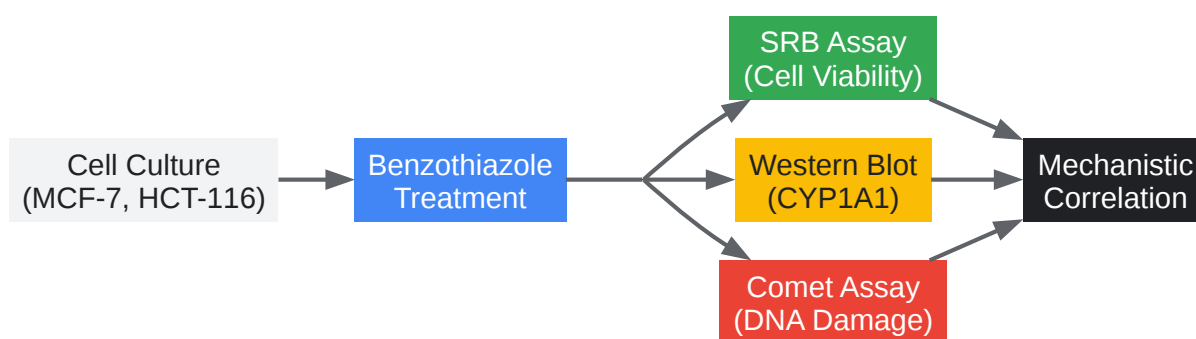 Cell Culture
(MCF-7, HCT-116)
Benzothiazole
Treatment
SRB Assay
(Cell Viability)
Western Blot
(CYP1A1)
Comet Assay
(DNA Damage)
Mechanistic
Correlation